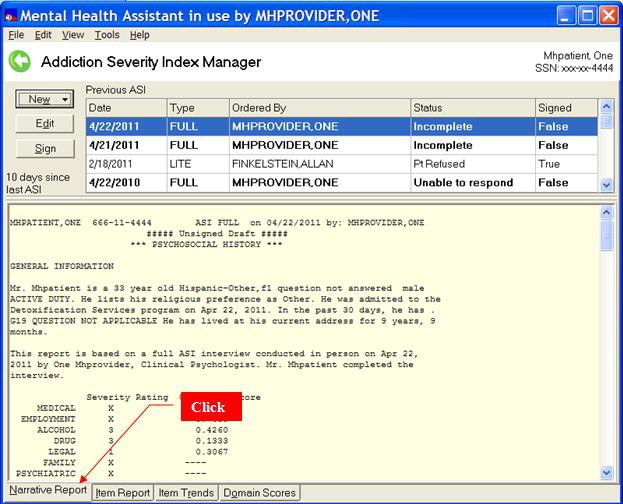 Mental Health Assistant in use by MHPROVIDER,ONE
File Edit View Tools Help
Addiction Severity Index Manager
Mhpatient, One
SSN: xxx-xx-4444
New
Edit
Sign
10 days since
last ASI
Previous ASI
Date Type Ordered By Status Signed
4/22/2011 FULL MHPROVIDER,ONE Incomplete False
4/21/2011 FULL MHPROVIDER,ONE Incomplete False
2/18/2011 LITE FINKELSTEIN,ALLAN Pt Refused True
4/22/2010 FULL MHPROVIDER,ONE Unable to respond False
MHPATIENT,ONE 666-11-4444 ASI FULL on 04/22/2011 by: MHPROVIDER,ONE
##### Unsigned Draft #####
*** PSYCHOSOCIAL HISTORY ***
GENERAL INFORMATION
Mr. Mhpatient is a 33 year old Hispanic-Other,f1 question not answered male
ACTIVE DUTY. He lists his religious preference as Other. He was admitted to the
Detoxification Services program on Apr 22, 2011. In the past 30 days, he has .
G19 QUESTION NOT APPLICABLE He has lived at his current address for 9 years, 9
months.
This report is based on a full ASI interview conducted in person on Apr 22,
2011 by One Mhprovider, Clinical Psychologist. Mr. Mhpatient completed the
interview.
Severity Rating
MEDICAL X
Click
EMPLOYMENT X
ALCOHOL 3 0.4260
DRUG 3 0.1333
LEGAL 1 0.3067
FAMILY X ----
PSYCHIATRIC X ----
Narrative Report Item Report Item Trends Domain Scores